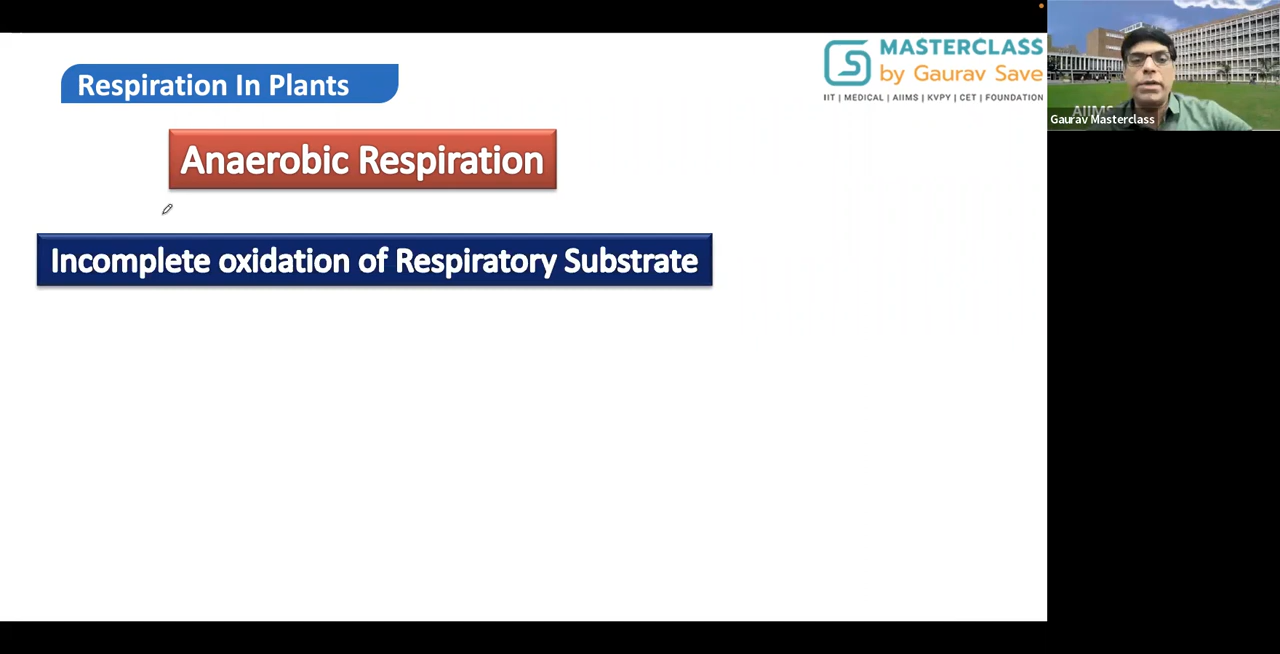 Respiration In Plants
MASTERCLASS
by Gaurav Save
IIT | MEDICAL | AIIMS | KVPY | CET | FOUNDATION
Anaerobic Respiration
Incomplete oxidation of Respiratory Substrate
AIIMS
Gaurav Masterclass